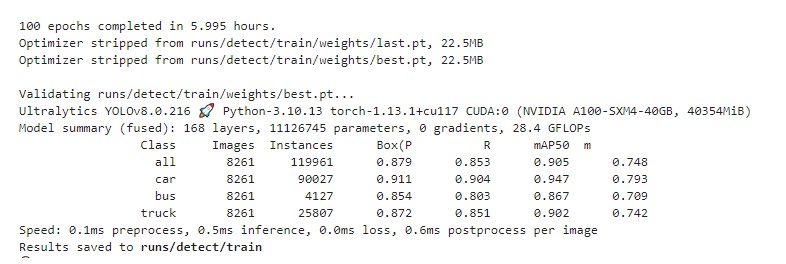 100 epochs completed in 5.995 hours.
Optimizer stripped from runs/detect/train/weights/last.pt, 22.5MB
Optimizer stripped from runs/detect/train/weights/best.pt, 22.5MB
Validating runs/detect/train/weights/best.pt...
Ultralytics YOLOv8.0.216 🚀 Python-3.10.13 torch-1.13.1+cu117 CUDA:0 (NVIDIA A100-SXM4-40GB, 40354MiB)
Model summary (fused): 168 layers, 11126745 parameters, 0 gradients, 28.4 GFLOPs
Class Images Instances Box(P R mAP50 m
all 8261 119961 0.879 0.853 0.905 0.748
car 8261 90027 0.911 0.904 0.947 0.793
bus 8261 4127 0.854 0.803 0.867 0.709
truck 8261 25807 0.872 0.851 0.902 0.742
Speed: 0.1ms preprocess, 0.5ms inference, 0.0ms loss, 0.6ms postprocess per image
Results saved to runs/detect/train